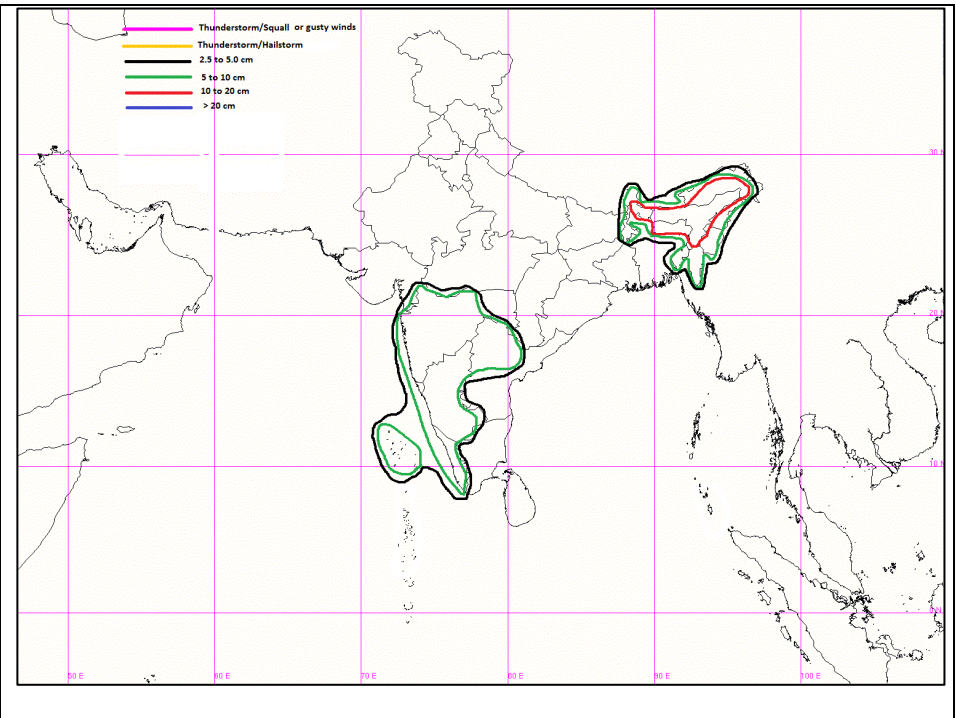 Thunderstorm/Squall or gusty winds
Thunderstorm/Hailstorm
2.5 to 5.0 cm
5 to 10 cm
10 to 20 cm
> 20 cm
30 N
20 N
10 N
0 N
50 E
60 E
70 E
80 E
90 E
100 E